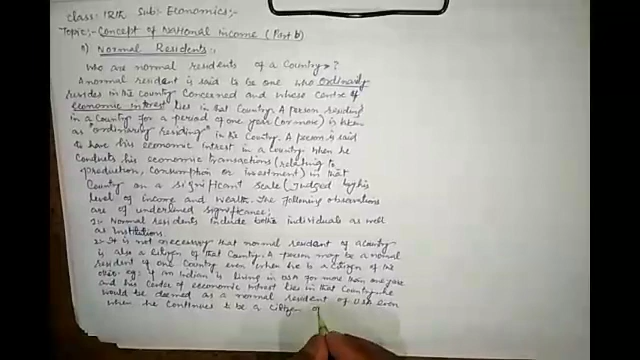 Class: IRIK Sub: Economics:-
Topic:- Concept of National income (Part b)
1) Normal Residents:
Who are normal residents of a Country?
A normal resident is said to be one who ordinarily
resides in the country Concerned and whose centre of
economic interest lies in that Country. A person residing
in a country for a period of one year (or more) is taken
as "ordinarily residing" in the Country. A person is said
to have his economic interest in a country when he
conducts his economic transactions (relating to
production, Consumption or investment) in that
Country on a significant scale (Judged by his
level of income and wealth. The following observations
are of underlined significance;
1:- Normal residents include both individuals as well
as Institutions.
2:- It is not necessary that normal resident of a country
is also a citizen of that Country. A person may be a normal
resident of one Country even when he is a citizen of the
other. eg: if an Indian is living in USA for more than one year
and his Center of economic interest lies in that Country, he
would be deemed as a normal resident of USA even
when he continues to be a citizen o